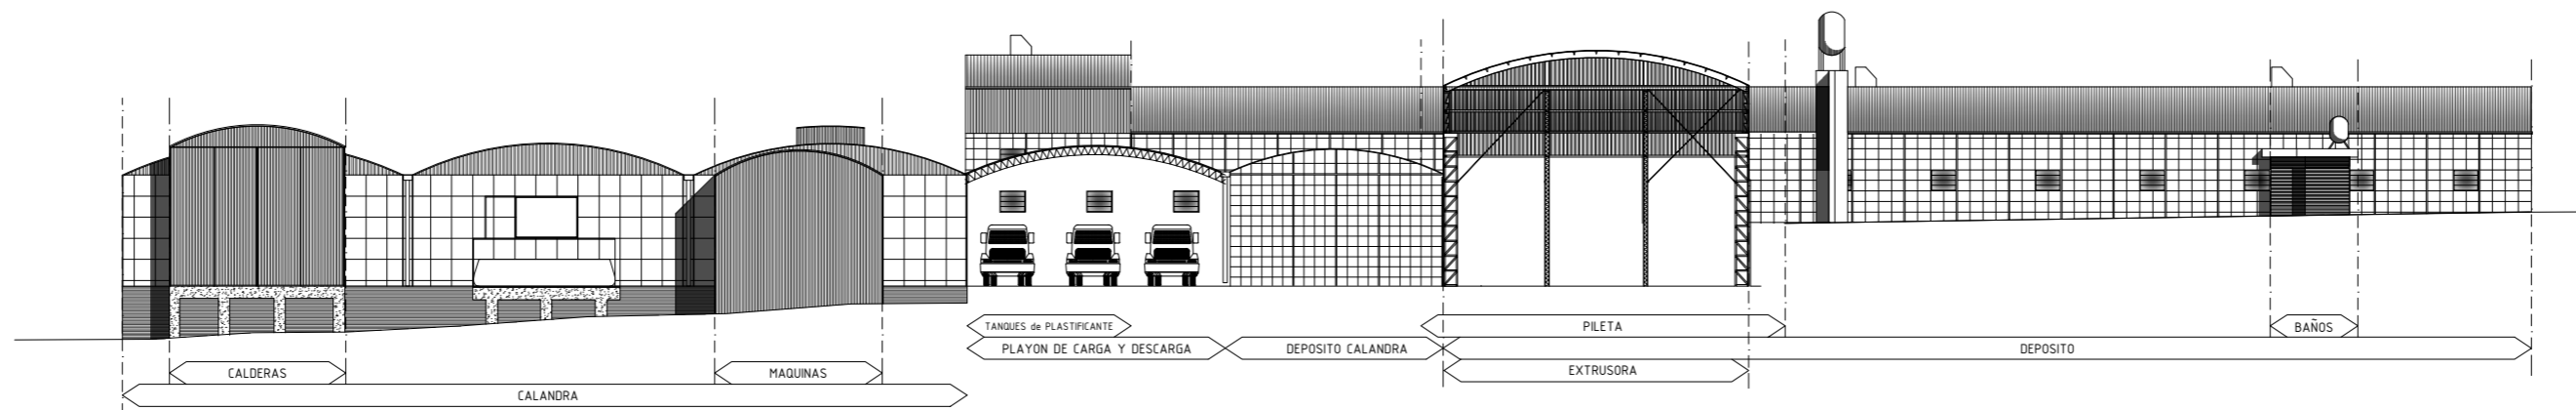 TANQUES de PLASTIFICANTE
PILETA
BAÑOS
PLAYON DE CARGA Y DESCARGA
DEPOSITO CALANDRA
DEPOSITO
CALDERAS
MAQUINAS
EXTRUSORA
CALANDRA